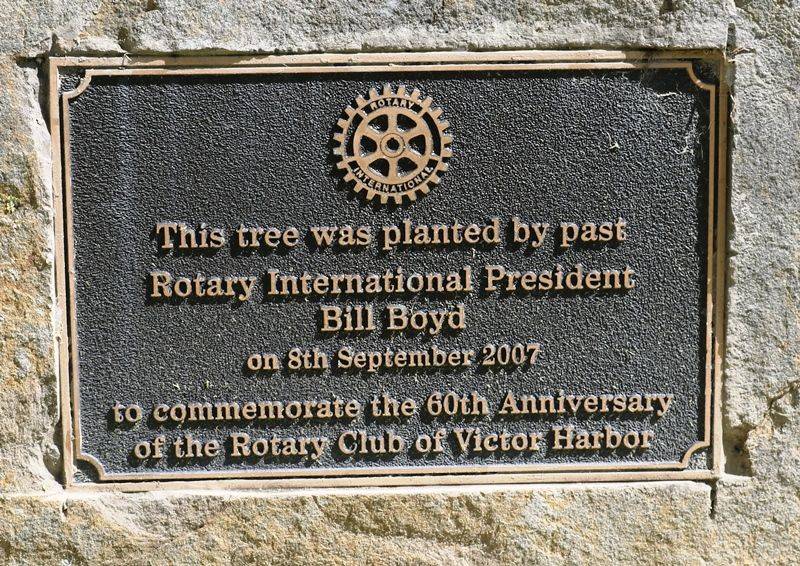 ROTARY
INTERNATIONAL
This tree was planted by past
Rotary International President
Bill Boyd
on 8th September 2007
to commemorate the 60th Anniversary
of the Rotary Club of Victor Harbor